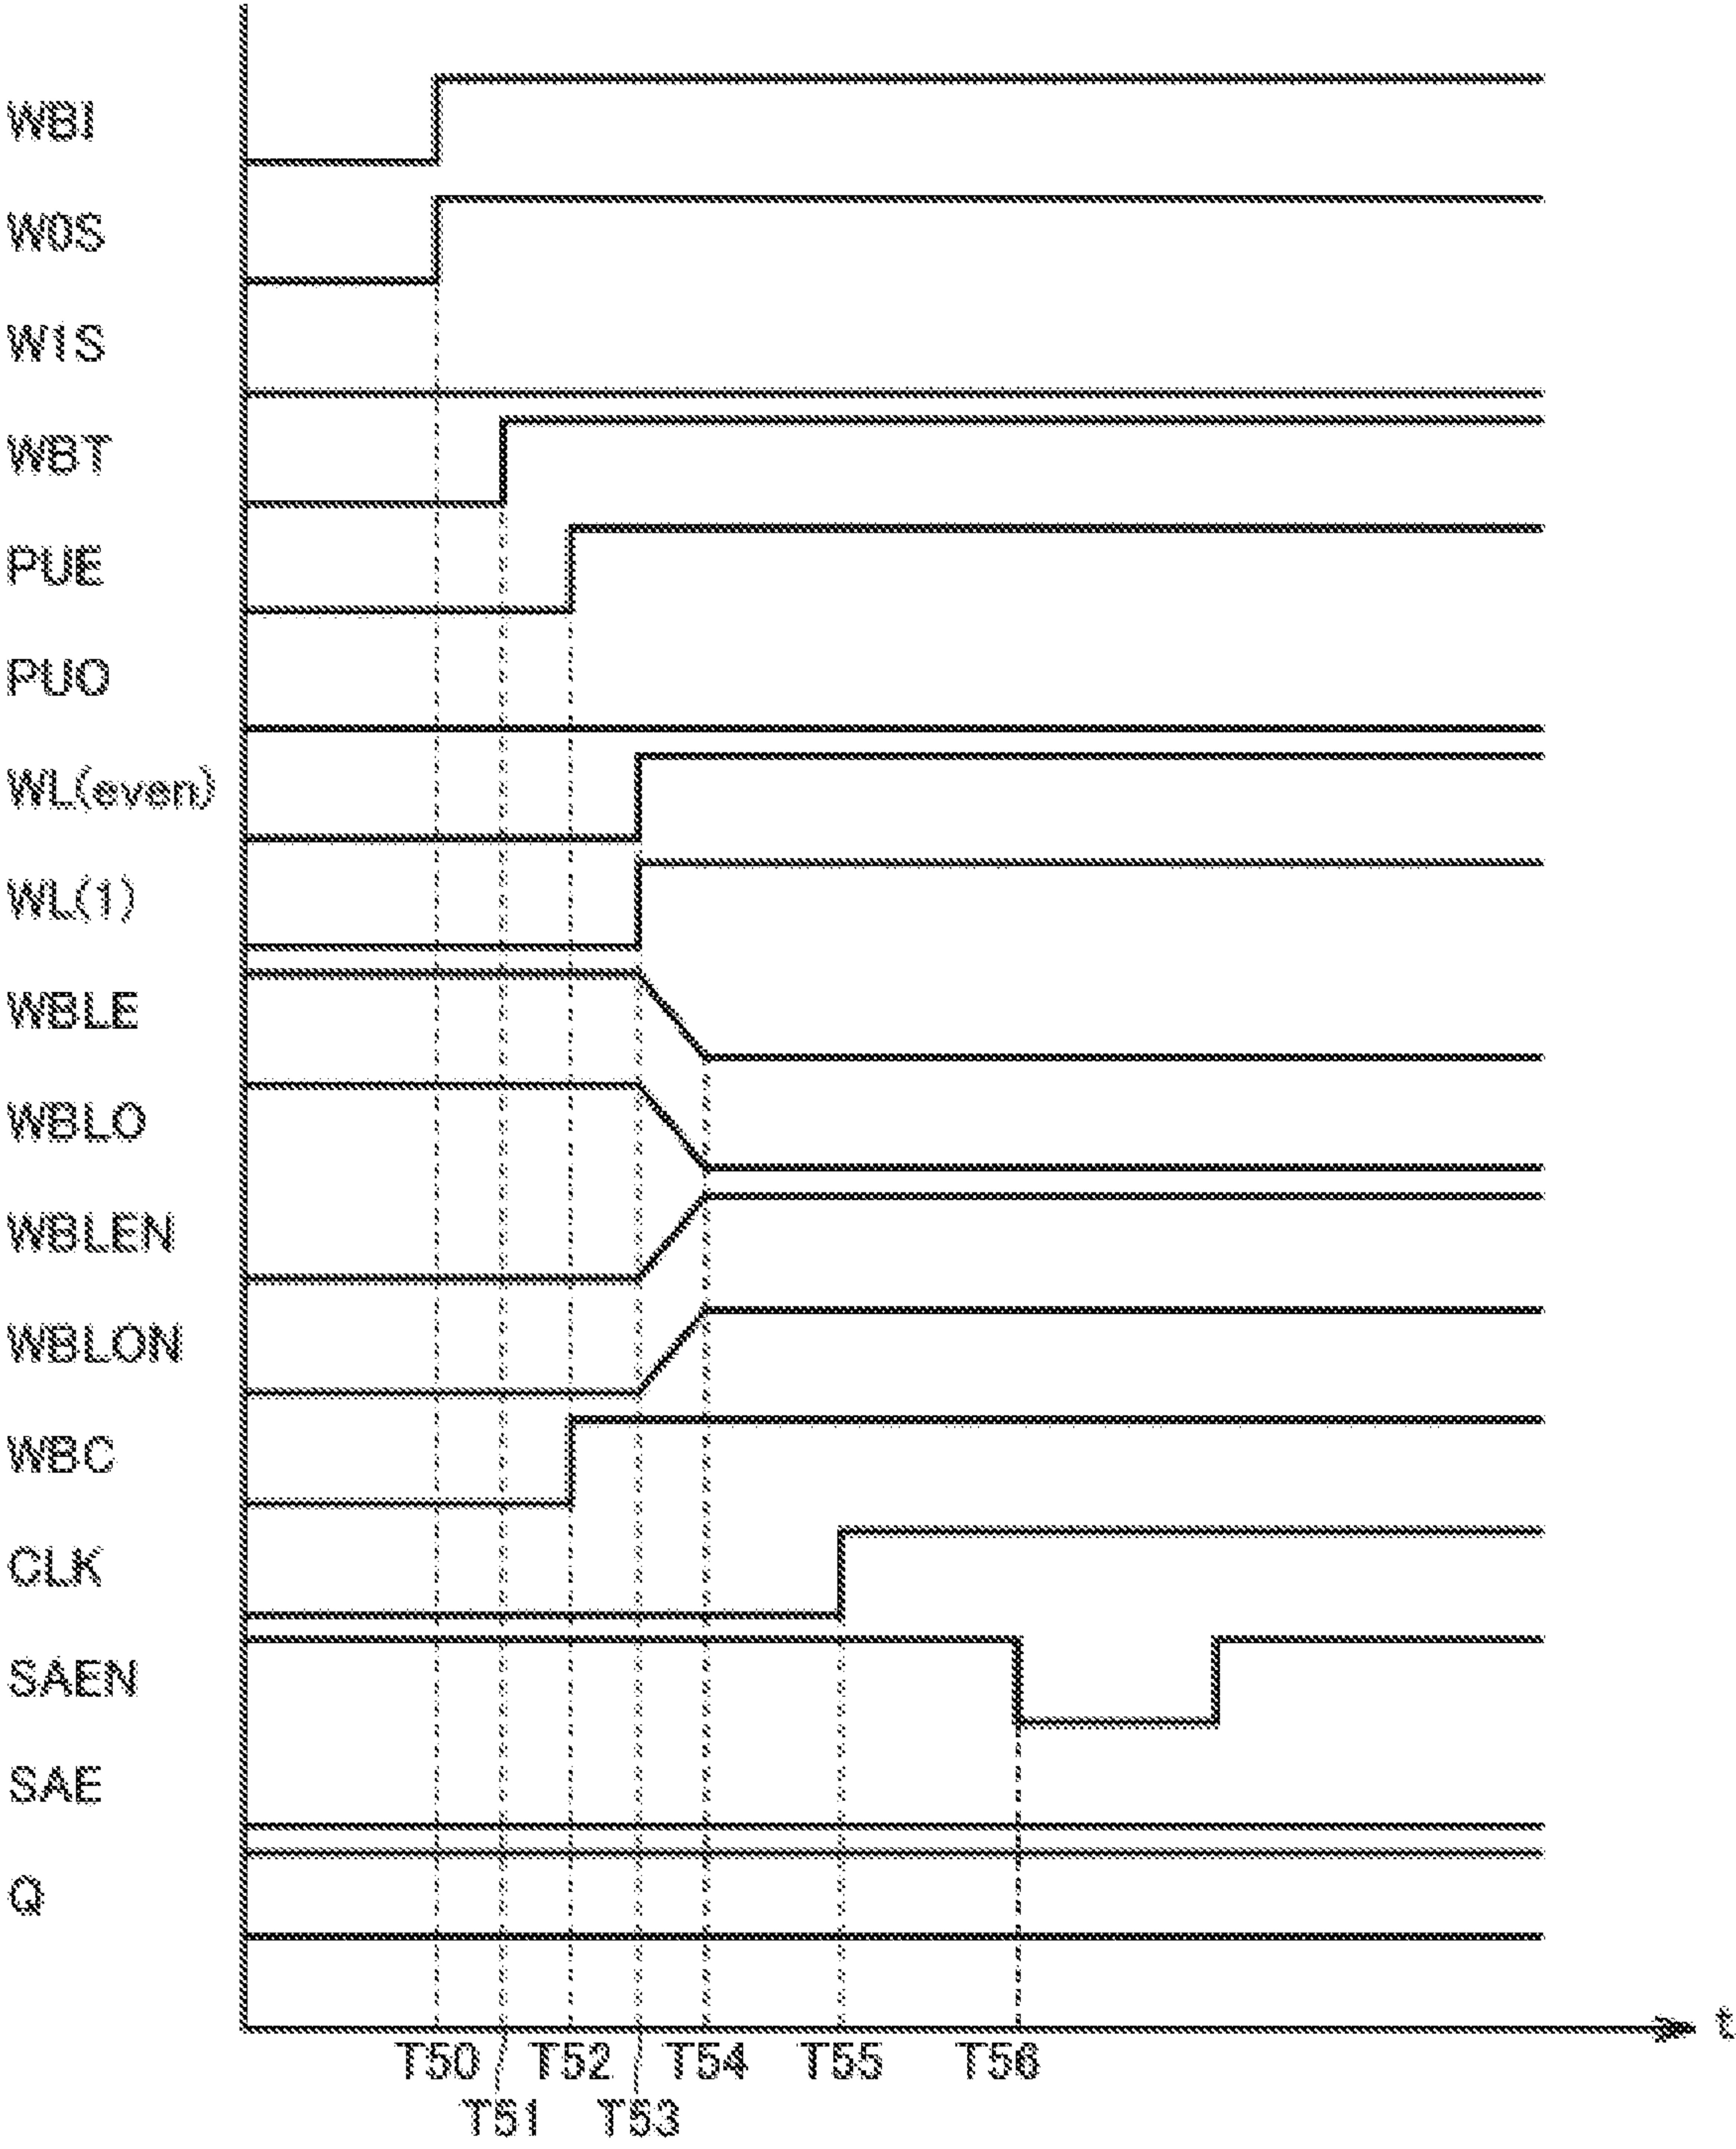 WBI
W0S
W1S
WBT
PUE
PUO
WL(even)
WL(1)
WBLE
WBLO
WBLEN
WBLON
WBC
CLK
SAEN
SAE
Q
t
T50 T52 T54 T55 T56
T51 T53